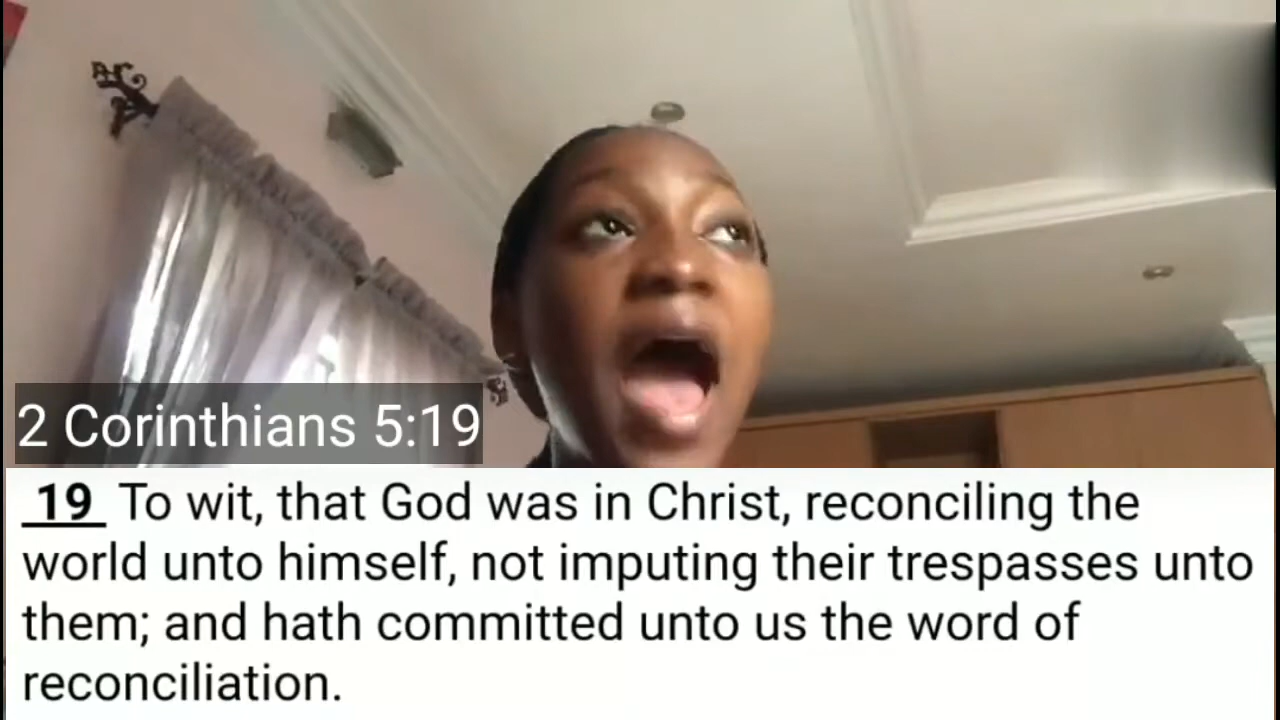 2 Corinthians 5:19
19 To wit, that God was in Christ, reconciling the
world unto himself, not imputing their trespasses unto
them; and hath committed unto us the word of
reconciliation.